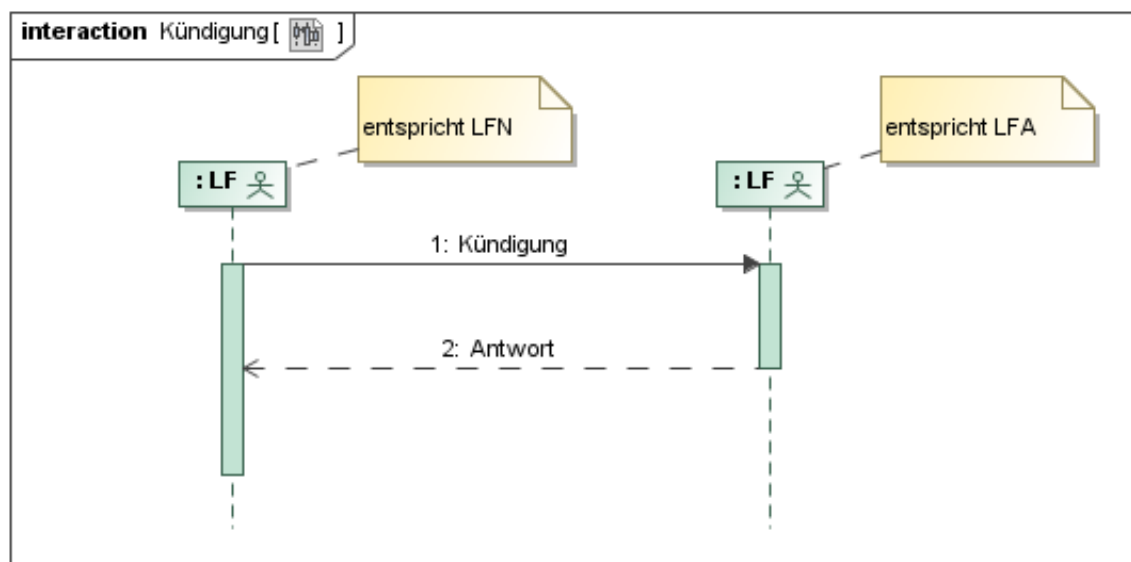 interaction Kündigung[ ]
entspricht LFN
entspricht LFA
: LF
: LF
1: Kündigung
2: Antwort